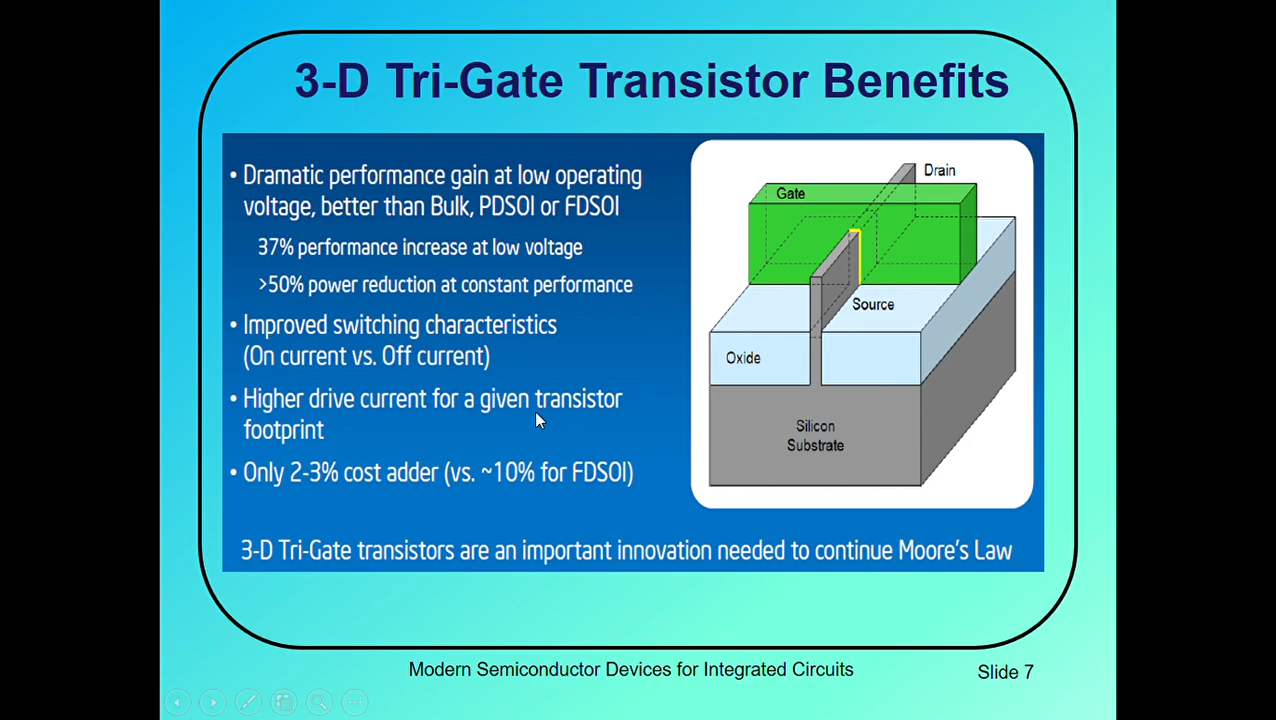 3-D Tri-Gate Transistor Benefits
• Dramatic performance gain at low operating
voltage, better than Bulk, PDSOI or FDSOI
37% performance increase at low voltage
>50% power reduction at constant performance
• Improved switching characteristics
(On current vs. Off current)
• Higher drive current for a given transistor
footprint
• Only 2-3% cost adder (vs. ~10% for FDSOI)
Drain
Gate
Source
Oxide
Silicon
Substrate
3-D Tri-Gate transistors are an important innovation needed to continue Moore's Law
Modern Semiconductor Devices for Integrated Circuits
Slide 7